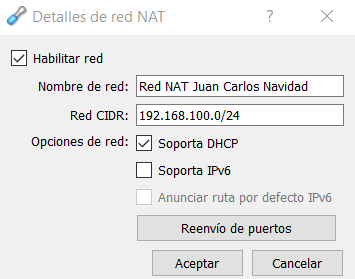 Detalles de red NAT
Habilitar red
Nombre de red: Red NAT Juan Carlos Navidad
Red CIDR: 192.168.100.0/24
Opciones de red: Soporta DHCP
Soporta IPv6
Anunciar ruta por defecto IPv6
Reenvío de puertos
Aceptar Cancelar